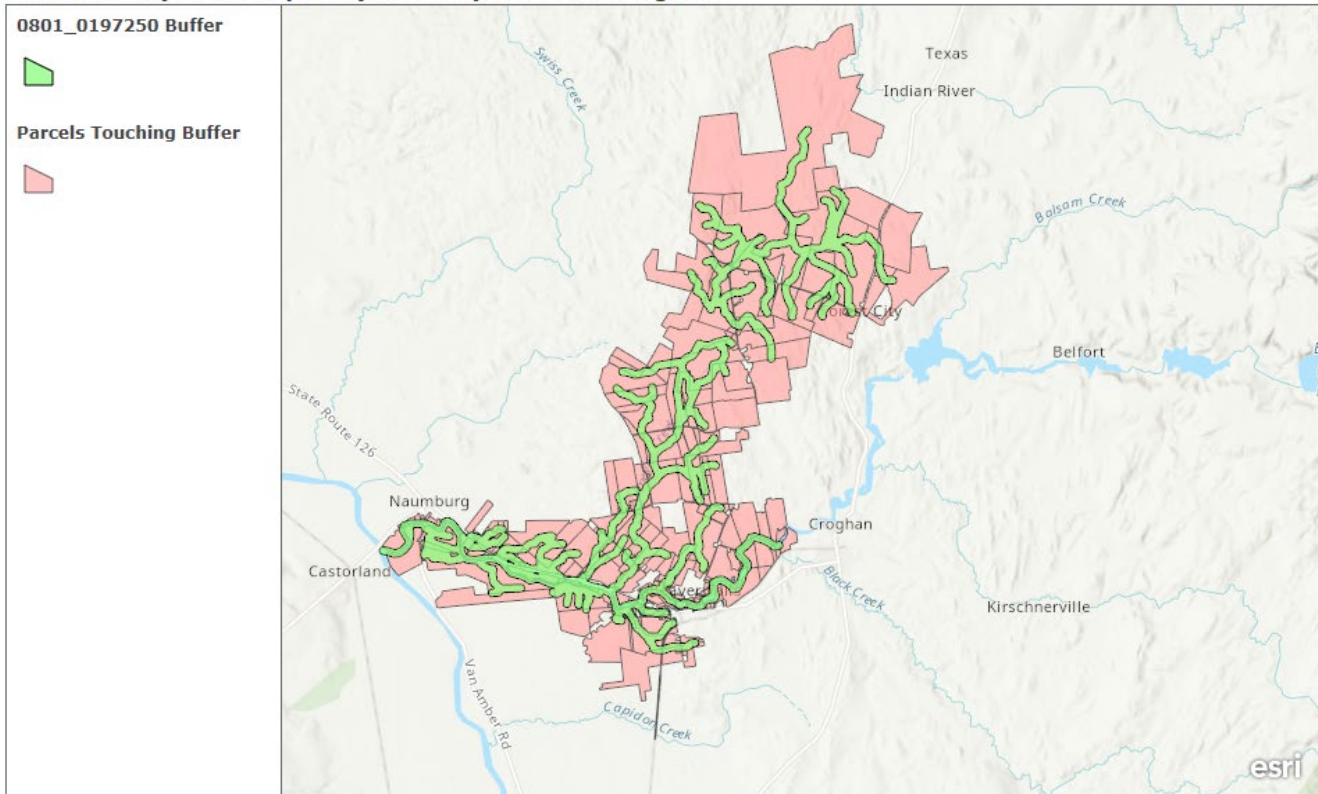 0801_0197250 Buffer
Parcels Touching Buffer
Texas
Swiss Creek
Indian River
Balsam Creek
City
Belfort
State Route 126
Naumburg
Croghan
Castorland
Black Creek
Kirschnerville
Van Amber Rd
Capidon Creek
esri